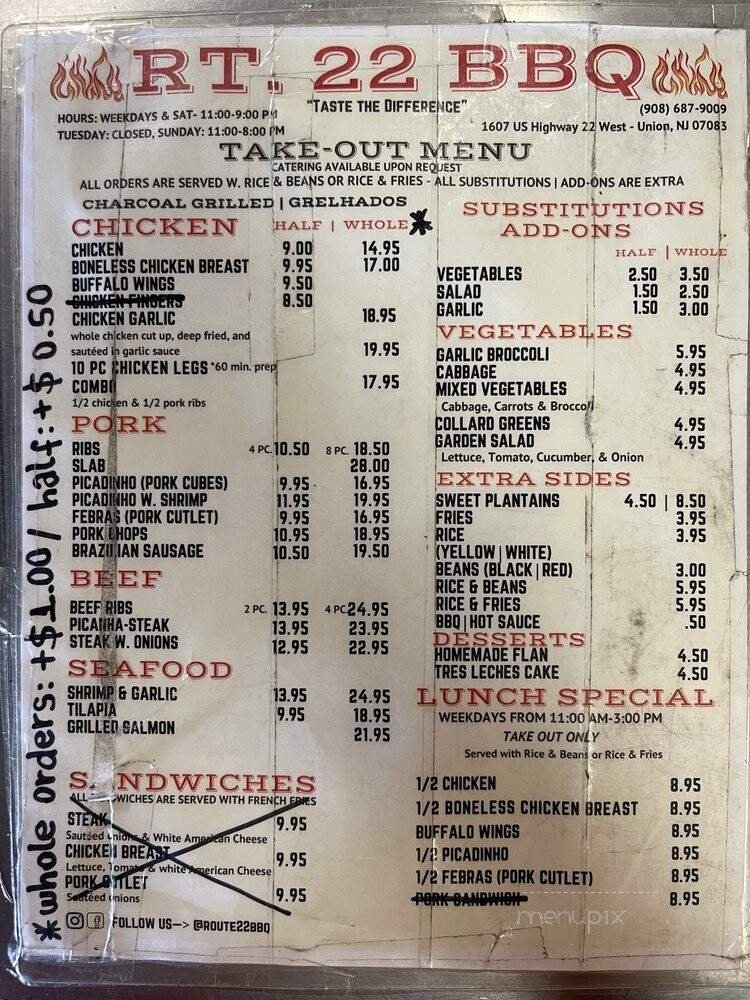 RT. 22 BBQ
"TASTE THE DIFFERENCE"
HOURS: WEEKDAYS & SAT- 11:00-9:00 PM
TUESDAY: CLOSED, SUNDAY: 11:00-8:00 PM
(908) 687-9009
1607 US Highway 22 West - Union, NJ 07083
TAKE-OUT MENU
CATERING AVAILABLE UPON REQUEST
ALL ORDERS ARE SERVED W. RICE & BEANS OR RICE & FRIES - ALL SUBSTITUTIONS | ADD-ONS ARE EXTRA
CHARCOAL GRILLED | GRELHADOS
CHICKEN HALF | WHOLE *
CHICKEN 9.00 14.95
BONELESS CHICKEN BREAST 9.95 17.00
BUFFALO WINGS 9.50
CHICKEN FINGERS 8.50
CHICKEN GARLIC 18.95
whole chicken cut up, deep fried, and
sautéed in garlic sauce
10 PC CHICKEN LEGS *60 min. prep 19.95
COMBO 17.95
1/2 chicken & 1/2 pork ribs
PORK
RIBS 4 PC. 10.50 8 PC. 18.50
SLAB 28.00
PICADINHO (PORK CUBES) 9.95 16.95
PICADINHO W. SHRIMP 11.95 19.95
FEBRAS (PORK CUTLET) 9.95 16.95
PORK CHOPS 10.95 18.95
BRAZILIAN SAUSAGE 10.50 19.50
BEEF
BEEF RIBS 2 PC. 13.95 4 PC. 24.95
PICANHA-STEAK 13.95 23.95
STEAK W. ONIONS 12.95 22.95
SEAFOOD
SHRIMP & GARLIC 13.95 24.95
TILAPIA 9.95 18.95
GRILLED SALMON 21.95
SANDWICHES
ALL SANDWICHES ARE SERVED WITH FRENCH FRIES
STEAK 9.95
Sautéed onions & White American Cheese
CHICKEN BREAST 9.95
Lettuce, Tomato & white American Cheese
PORK CUTLET 9.95
Sautéed onions
FOLLOW US—> @ROUTE22BBQ
*whole orders: +$1.00/ half: +$0.50
SUBSTITUTIONS
ADD-ONS
HALF | WHOLE
VEGETABLES 2.50 3.50
SALAD 1.50 2.50
GARLIC 1.50 3.00
VEGETABLES
GARLIC BROCCOLI 5.95
CABBAGE 4.95
MIXED VEGETABLES 4.95
Cabbage, Carrots & Broccoli
COLLARD GREENS 4.95
GARDEN SALAD 4.95
Lettuce, Tomato, Cucumber, & Onion
EXTRA SIDES
SWEET PLANTAINS 4.50 | 8.50
FRIES 3.95
RICE 3.95
(YELLOW | WHITE)
BEANS (BLACK | RED) 3.00
RICE & BEANS 5.95
RICE & FRIES 5.95
BBQ | HOT SAUCE .50
DESSERTS
HOMEMADE FLAN 4.50
TRES LECHES CAKE 4.50
LUNCH SPECIAL
WEEKDAYS FROM 11:00 AM-3:00 PM
TAKE OUT ONLY
Served with Rice & Beans or Rice & Fries
1/2 CHICKEN 8.95
1/2 BONELESS CHICKEN BREAST 8.95
BUFFALO WINGS 8.95
1/2 PICADINHO 8.95
1/2 FEBRAS (PORK CUTLET) 8.95
PORK SANDWICH 8.95
menupix